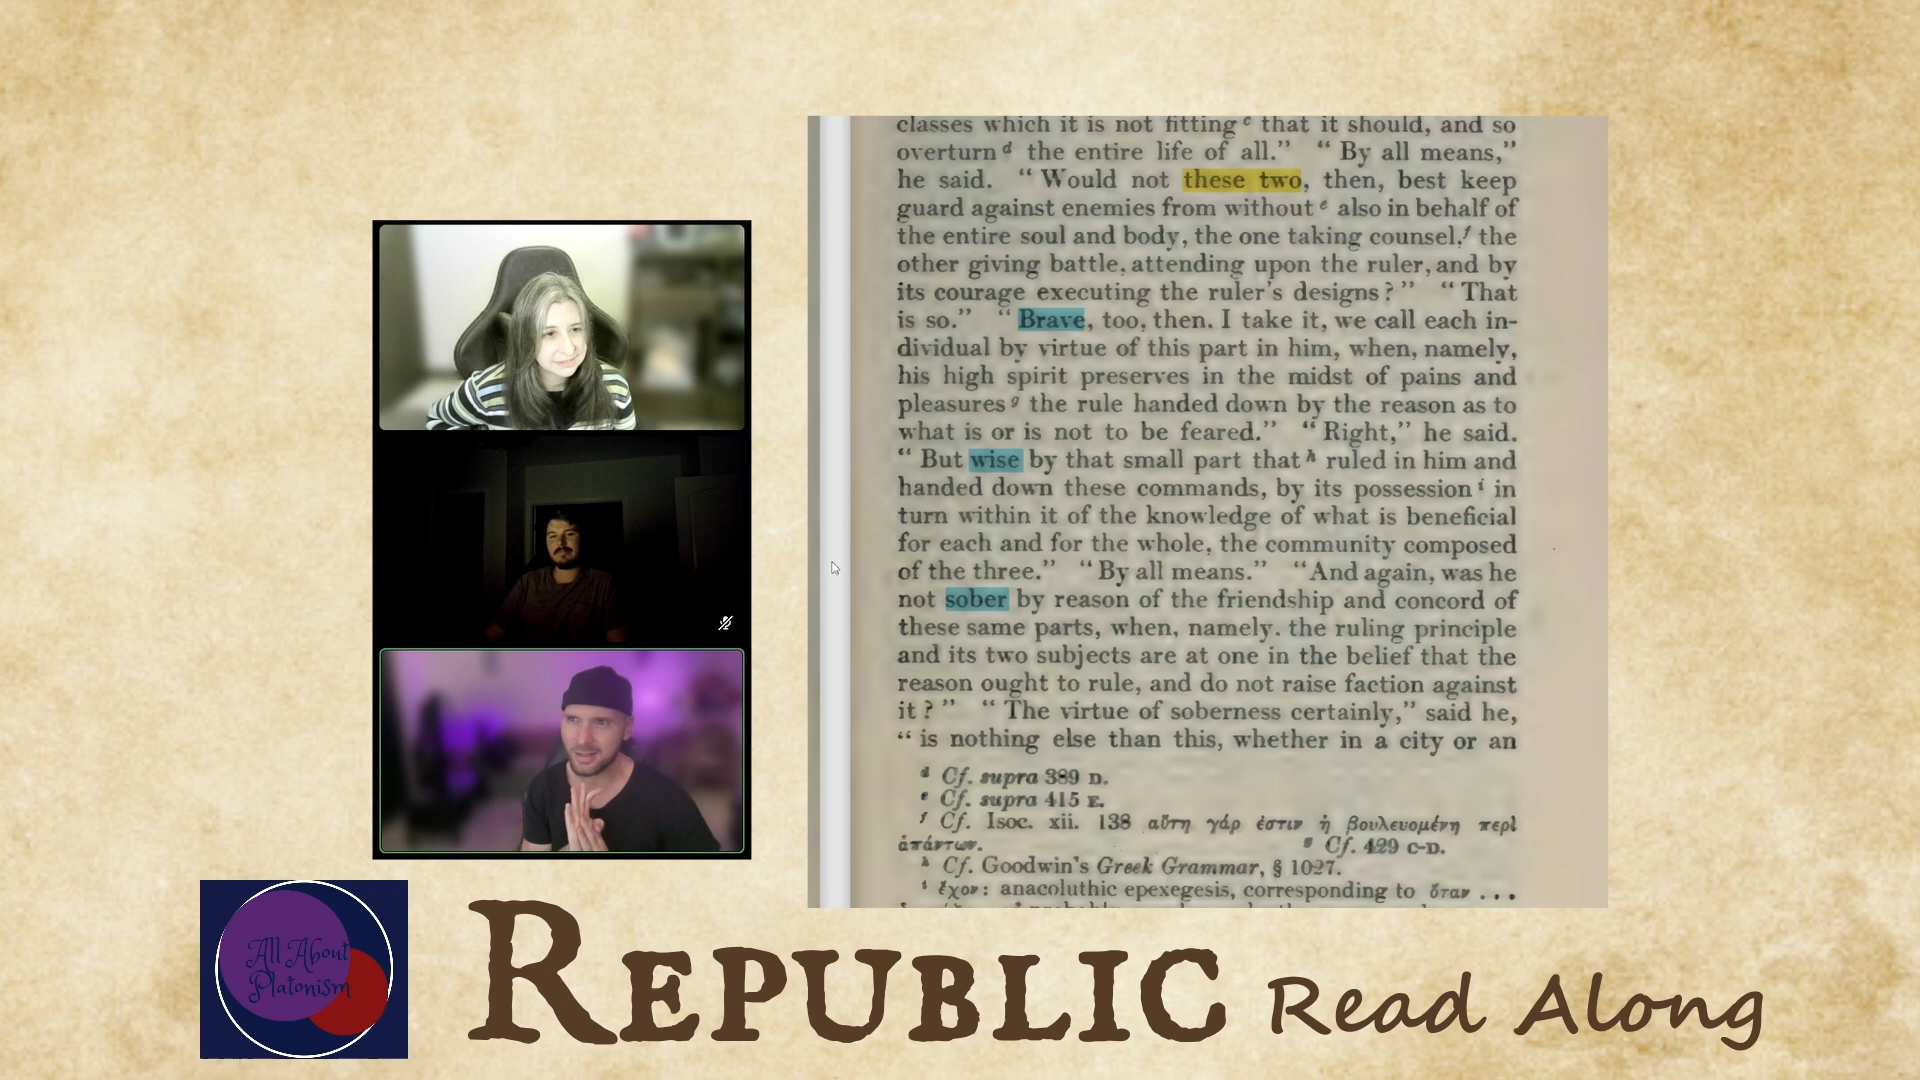 classes which it is not fitting ᶜ that it should, and so
overturn ᵈ the entire life of all.” “ By all means,”
he said. “ Would not these two, then, best keep
guard against enemies from without ᵉ also in behalf of
the entire soul and body, the one taking counsel,ᶠ the
other giving battle, attending upon the ruler, and by
its courage executing the ruler’s designs ? ” “ That
is so.” “ Brave, too, then, I take it, we call each in-
dividual by virtue of this part in him, when, namely,
his high spirit preserves in the midst of pains and
pleasures ᵍ the rule handed down by the reason as to
what is or is not to be feared.” “ Right,” he said.
“ But wise by that small part that ʰ ruled in him and
handed down these commands, by its possession ⁱ in
turn within it of the knowledge of what is beneficial
for each and for the whole, the community composed
of the three.” “ By all means.” “And again, was he
not sober by reason of the friendship and concord of
these same parts, when, namely, the ruling principle
and its two subjects are at one in the belief that the
reason ought to rule, and do not raise faction against
it ? ” “ The virtue of soberness certainly,” said he,
“ is nothing else than this, whether in a city or an
ᵈ Cf. supra 389 D.
ᵉ Cf. supra 415 E.
ᶠ Cf. Isoc. xii. 138 αὕτη γάρ ἐστιν ἡ βουλευομένη περὶ
ἁπάντων. ᵍ Cf. 429 C-D.
ʰ Cf. Goodwin’s Greek Grammar, § 1027.
ⁱ ἔχον: anacoluthic epexegesis, corresponding to ὅταν . . .
All About
Platonism
REPUBLIC Read Along